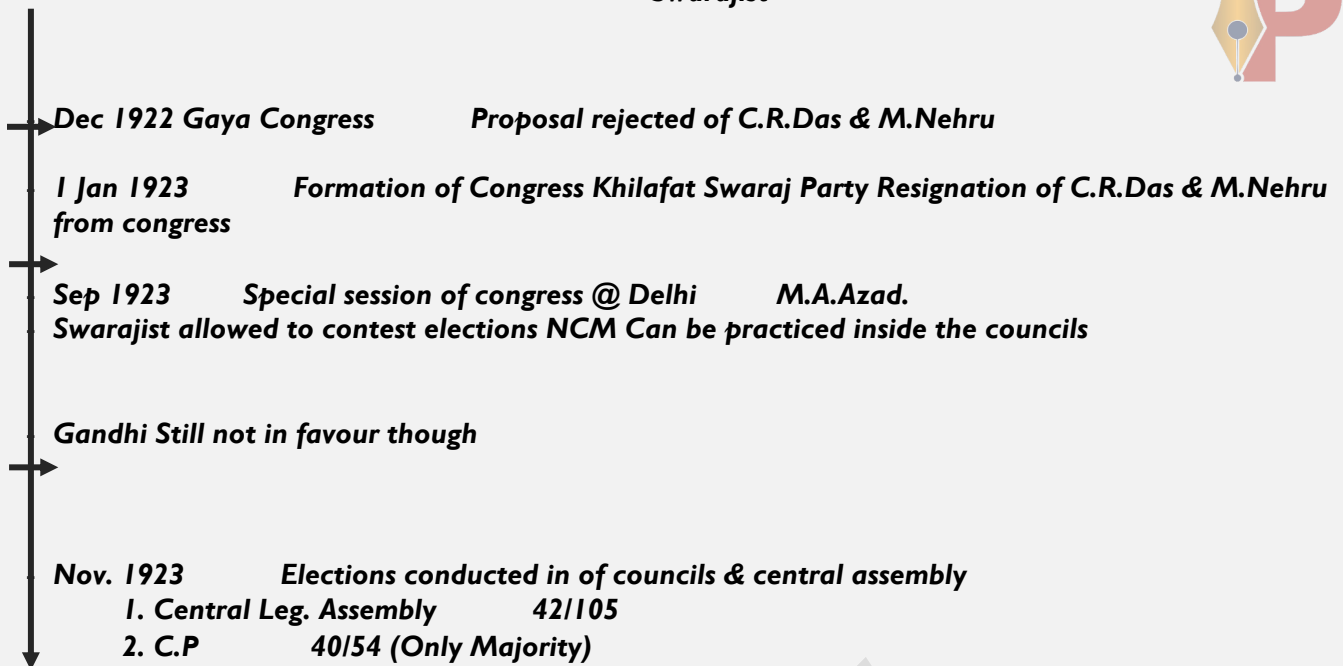 Swarajist
P
Dec 1922 Gaya Congress Proposal rejected of C.R.Das & M.Nehru
1 Jan 1923 Formation of Congress Khilafat Swaraj Party Resignation of C.R.Das & M.Nehru
from congress
Sep 1923 Special session of congress @ Delhi M.A.Azad.
Swarajist allowed to contest elections NCM Can be practiced inside the councils
Gandhi Still not in favour though
Nov. 1923 Elections conducted in of councils & central assembly
1. Central Leg. Assembly 42/105
2. C.P 40/54 (Only Majority)